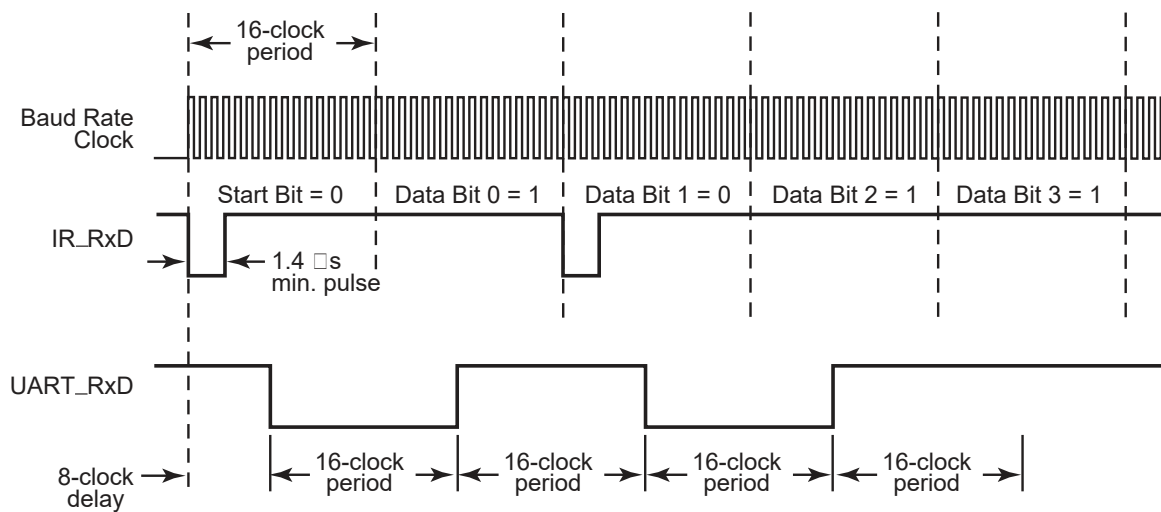 16-clock
period
Baud Rate
Clock
Start Bit = 0 Data Bit 0 = 1 Data Bit 1 = 0 Data Bit 2 = 1 Data Bit 3 = 1
IR_RxD
1.4 □s
min. pulse
UART_RxD
16-clock 16-clock 16-clock 16-clock
period period period period
8-clock
delay